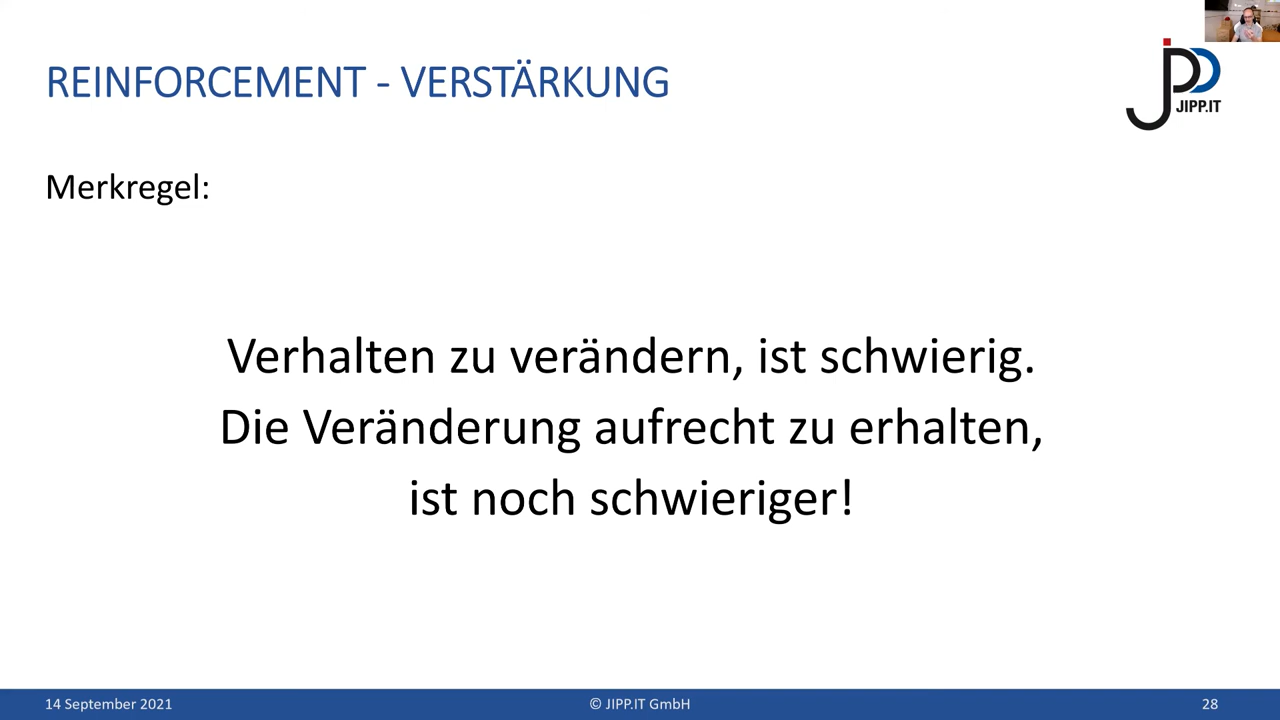 REINFORCEMENT - VERSTÄRKUNG
JIPP.IT
Merkregel:
Verhalten zu verändern, ist schwierig.
Die Veränderung aufrecht zu erhalten,
ist noch schwieriger!
14 September 2021
© JIPP.IT GmbH
28